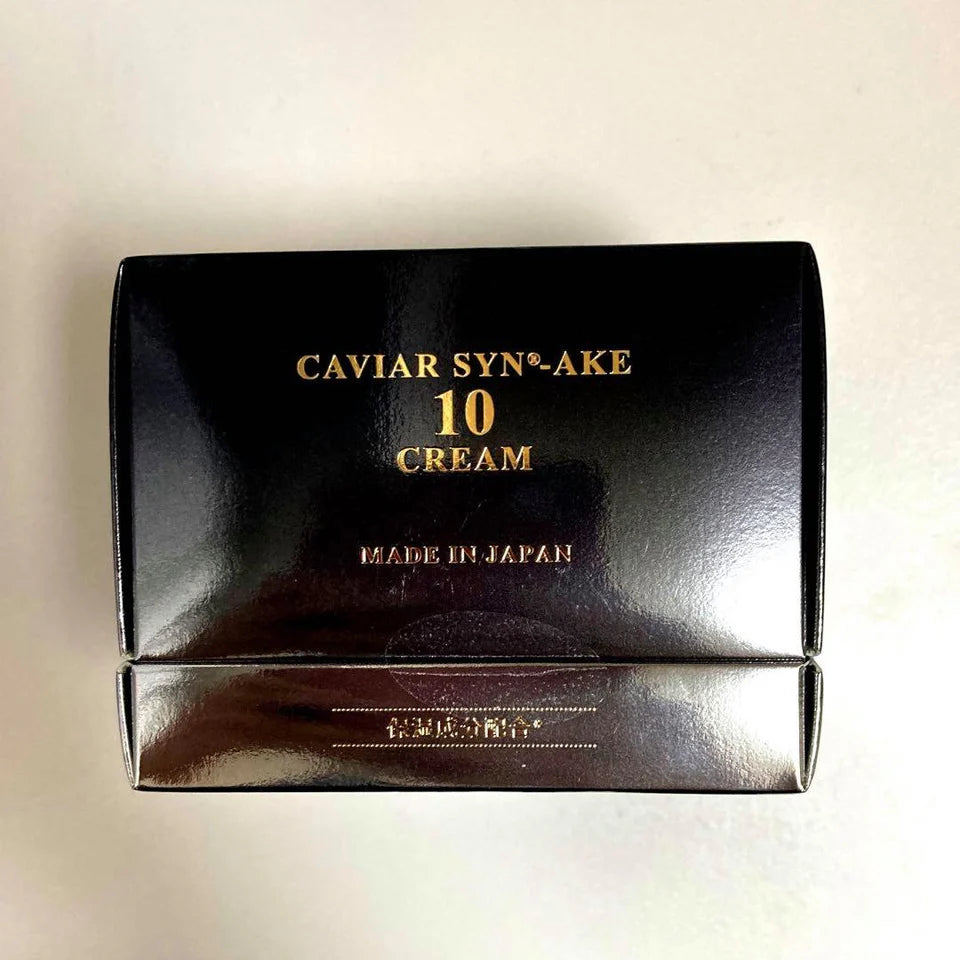 CAVIAR SYN®-AKE
10
CREAM
MADE IN JAPAN
保湿成分配合*